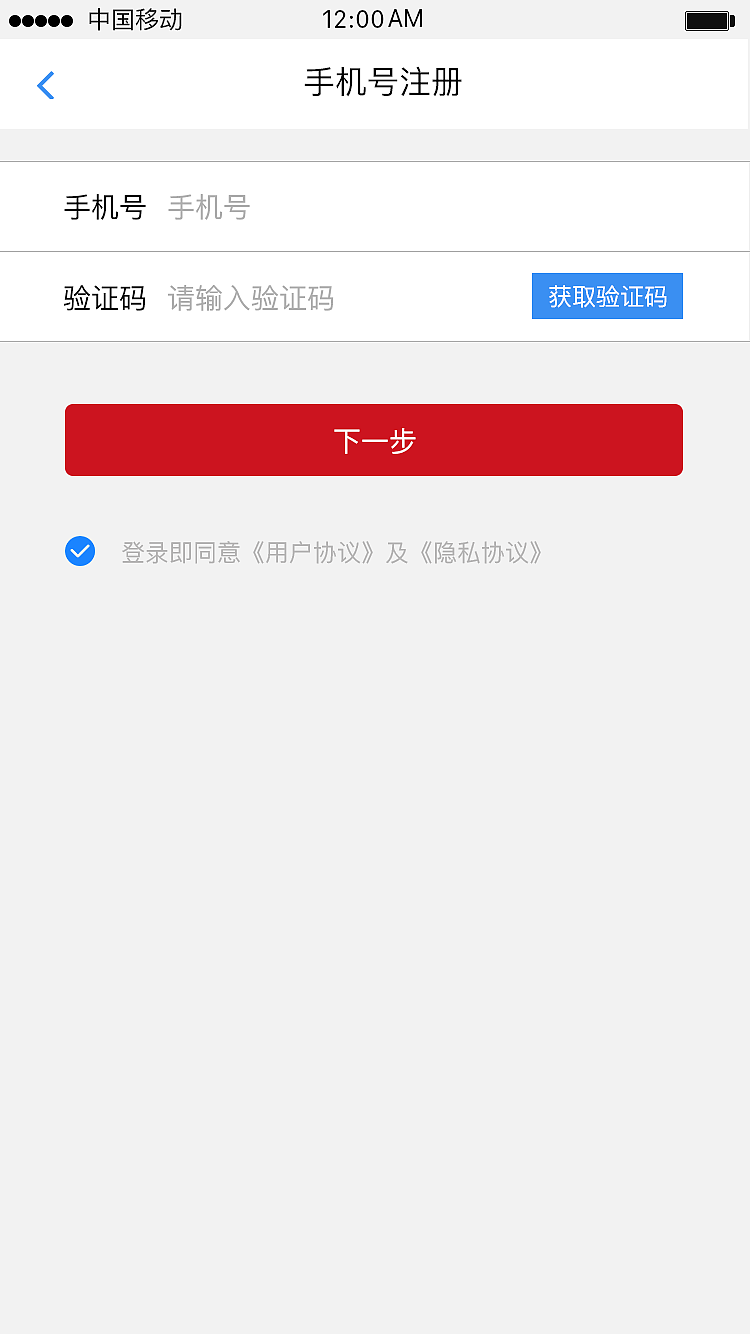 中国移动 12:00 AM
手机号注册
手机号 手机号
验证码 请输入验证码 获取验证码
下一步
登录即同意《用户协议》及《隐私协议》